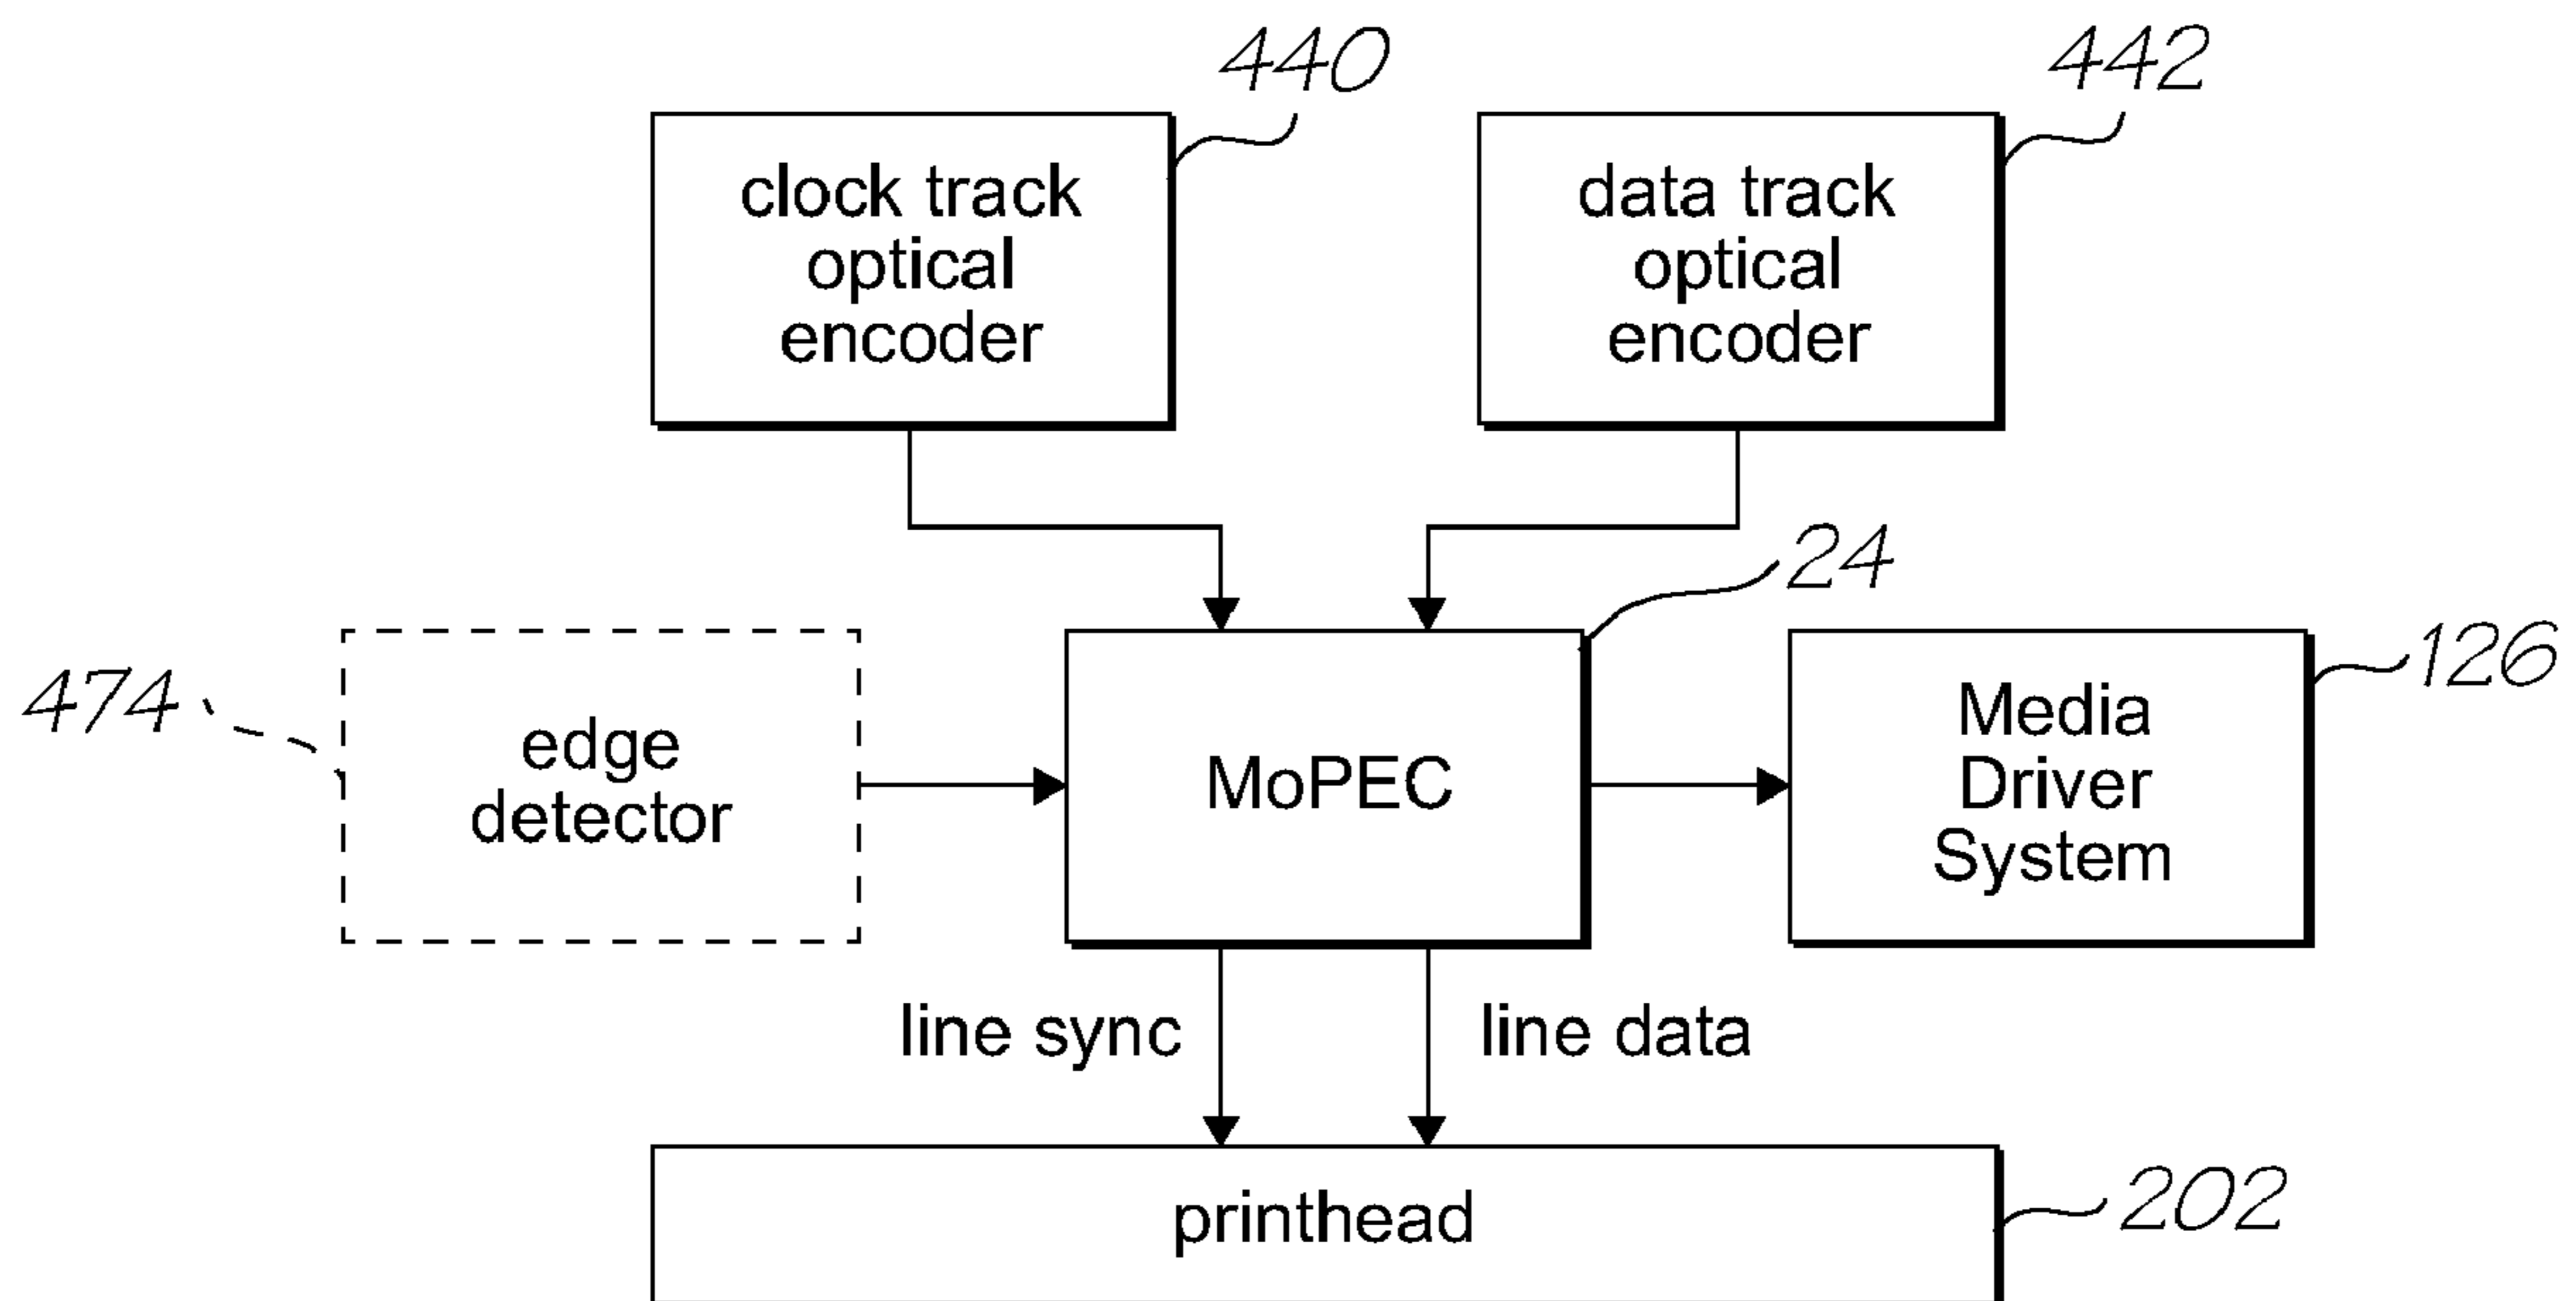 440
442
clock track
optical
encoder
data track
optical
encoder
24
474
edge
detector
MoPEC
Media
Driver
System
126
line sync
line data
printhead
202